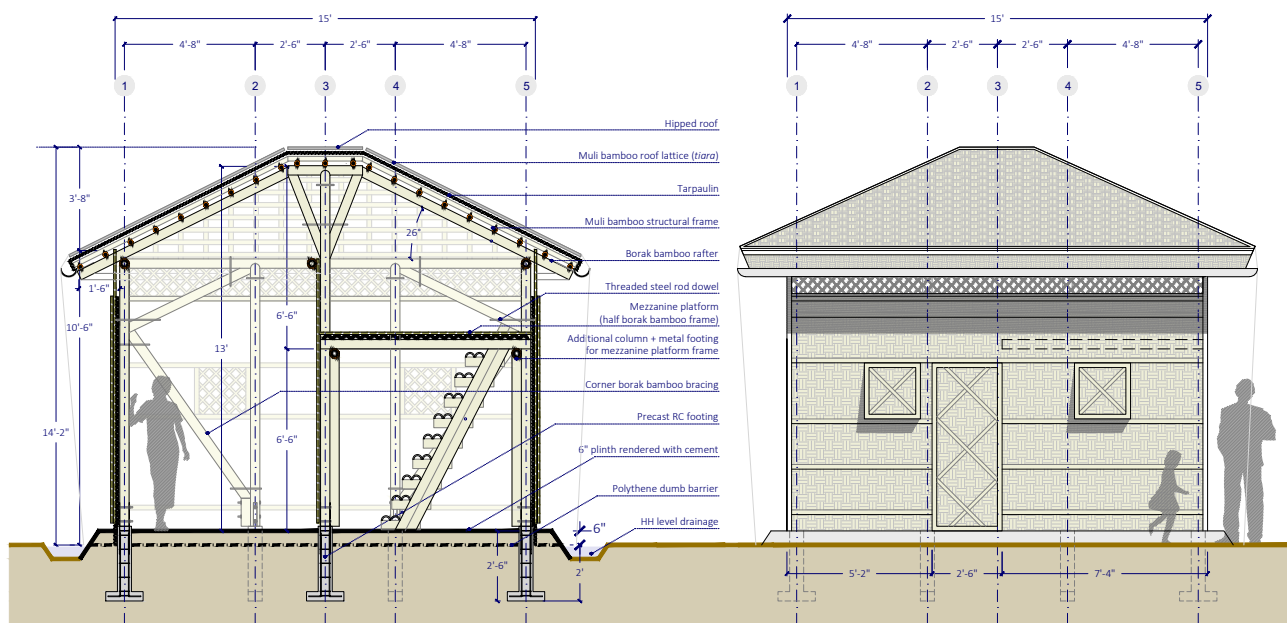 15'
4'-8"
2'-6"
2'-6"
4'-8"
1
2
3
4
5
Hipped roof
Muli bamboo roof lattice (tiara)
Tarpaulin
Muli bamboo structural frame
Borak bamboo rafter
Threaded steel rod dowel
Mezzanine platform
(half borak bamboo frame)
Additional column + metal footing
for mezzanine platform frame
Corner borak bamboo bracing
Precast RC footing
6" plinth rendered with cement
Polythene dumb barrier
HH level drainage
3'-8"
26"
1'-6"
10'-6"
6'-6"
13'
14'-2"
6'-6"
6"
2'-6"
2'
15'
4'-8"
2'-6"
2'-6"
4'-8"
1
2
3
4
5
5'-2"
2'-6"
7'-4"